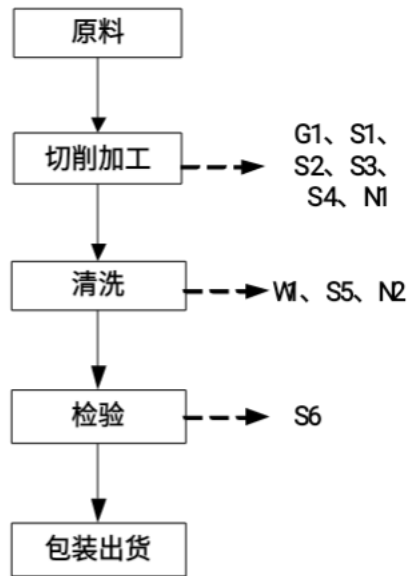 原料
切削加工
G1、S1、
S2、S3、
S4、N1
清洗
W1、S5、N2
检验
S6
包装出货